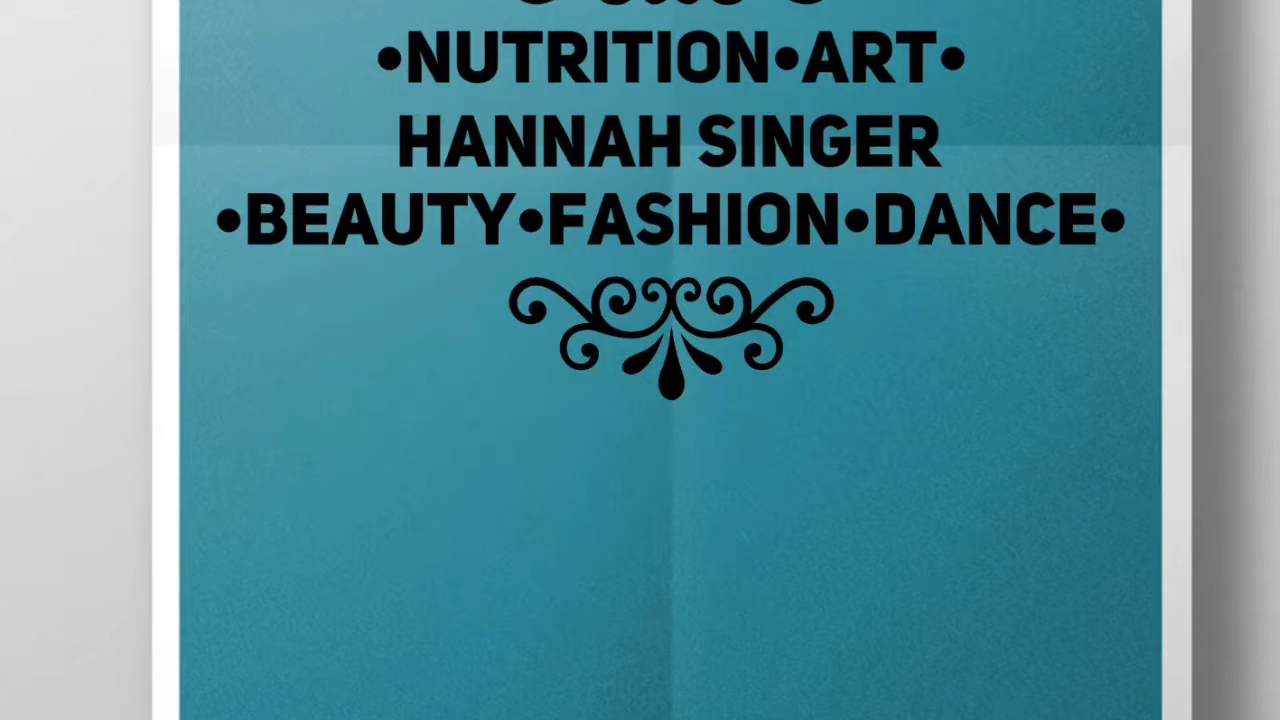 •NUTRITION•ART•
HANNAH SINGER
•BEAUTY•FASHION•DANCE•